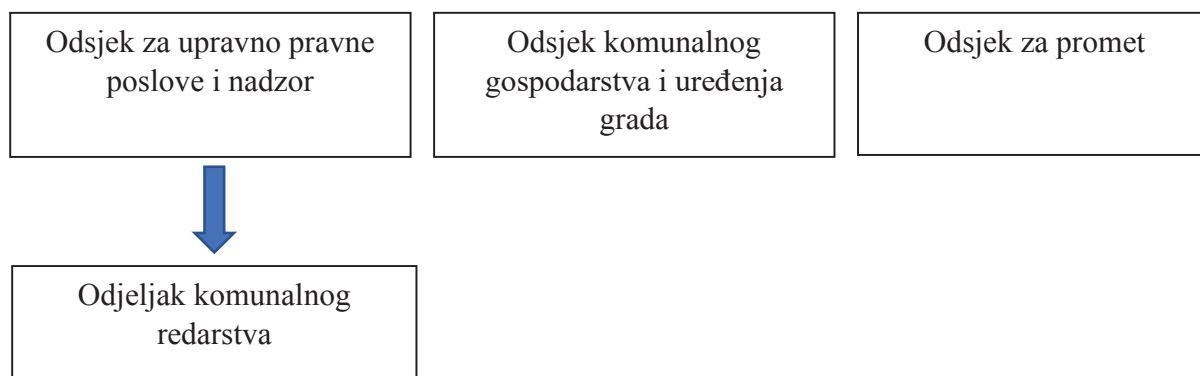 Odsjek za upravno pravne
poslove i nadzor
Odsjek komunalnog
gospodarstva i uređenja
grada
Odsjek za promet
Odjeljak komunalnog
redarstva